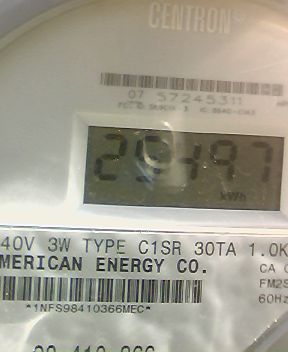 CENTRON®
07 57245311
29497
kWh
40V 3W TYPE C1SR 30TA 1.0K
MERICAN ENERGY CO.
CA
FM2S
60Hz
*1NFS98410366MEC*